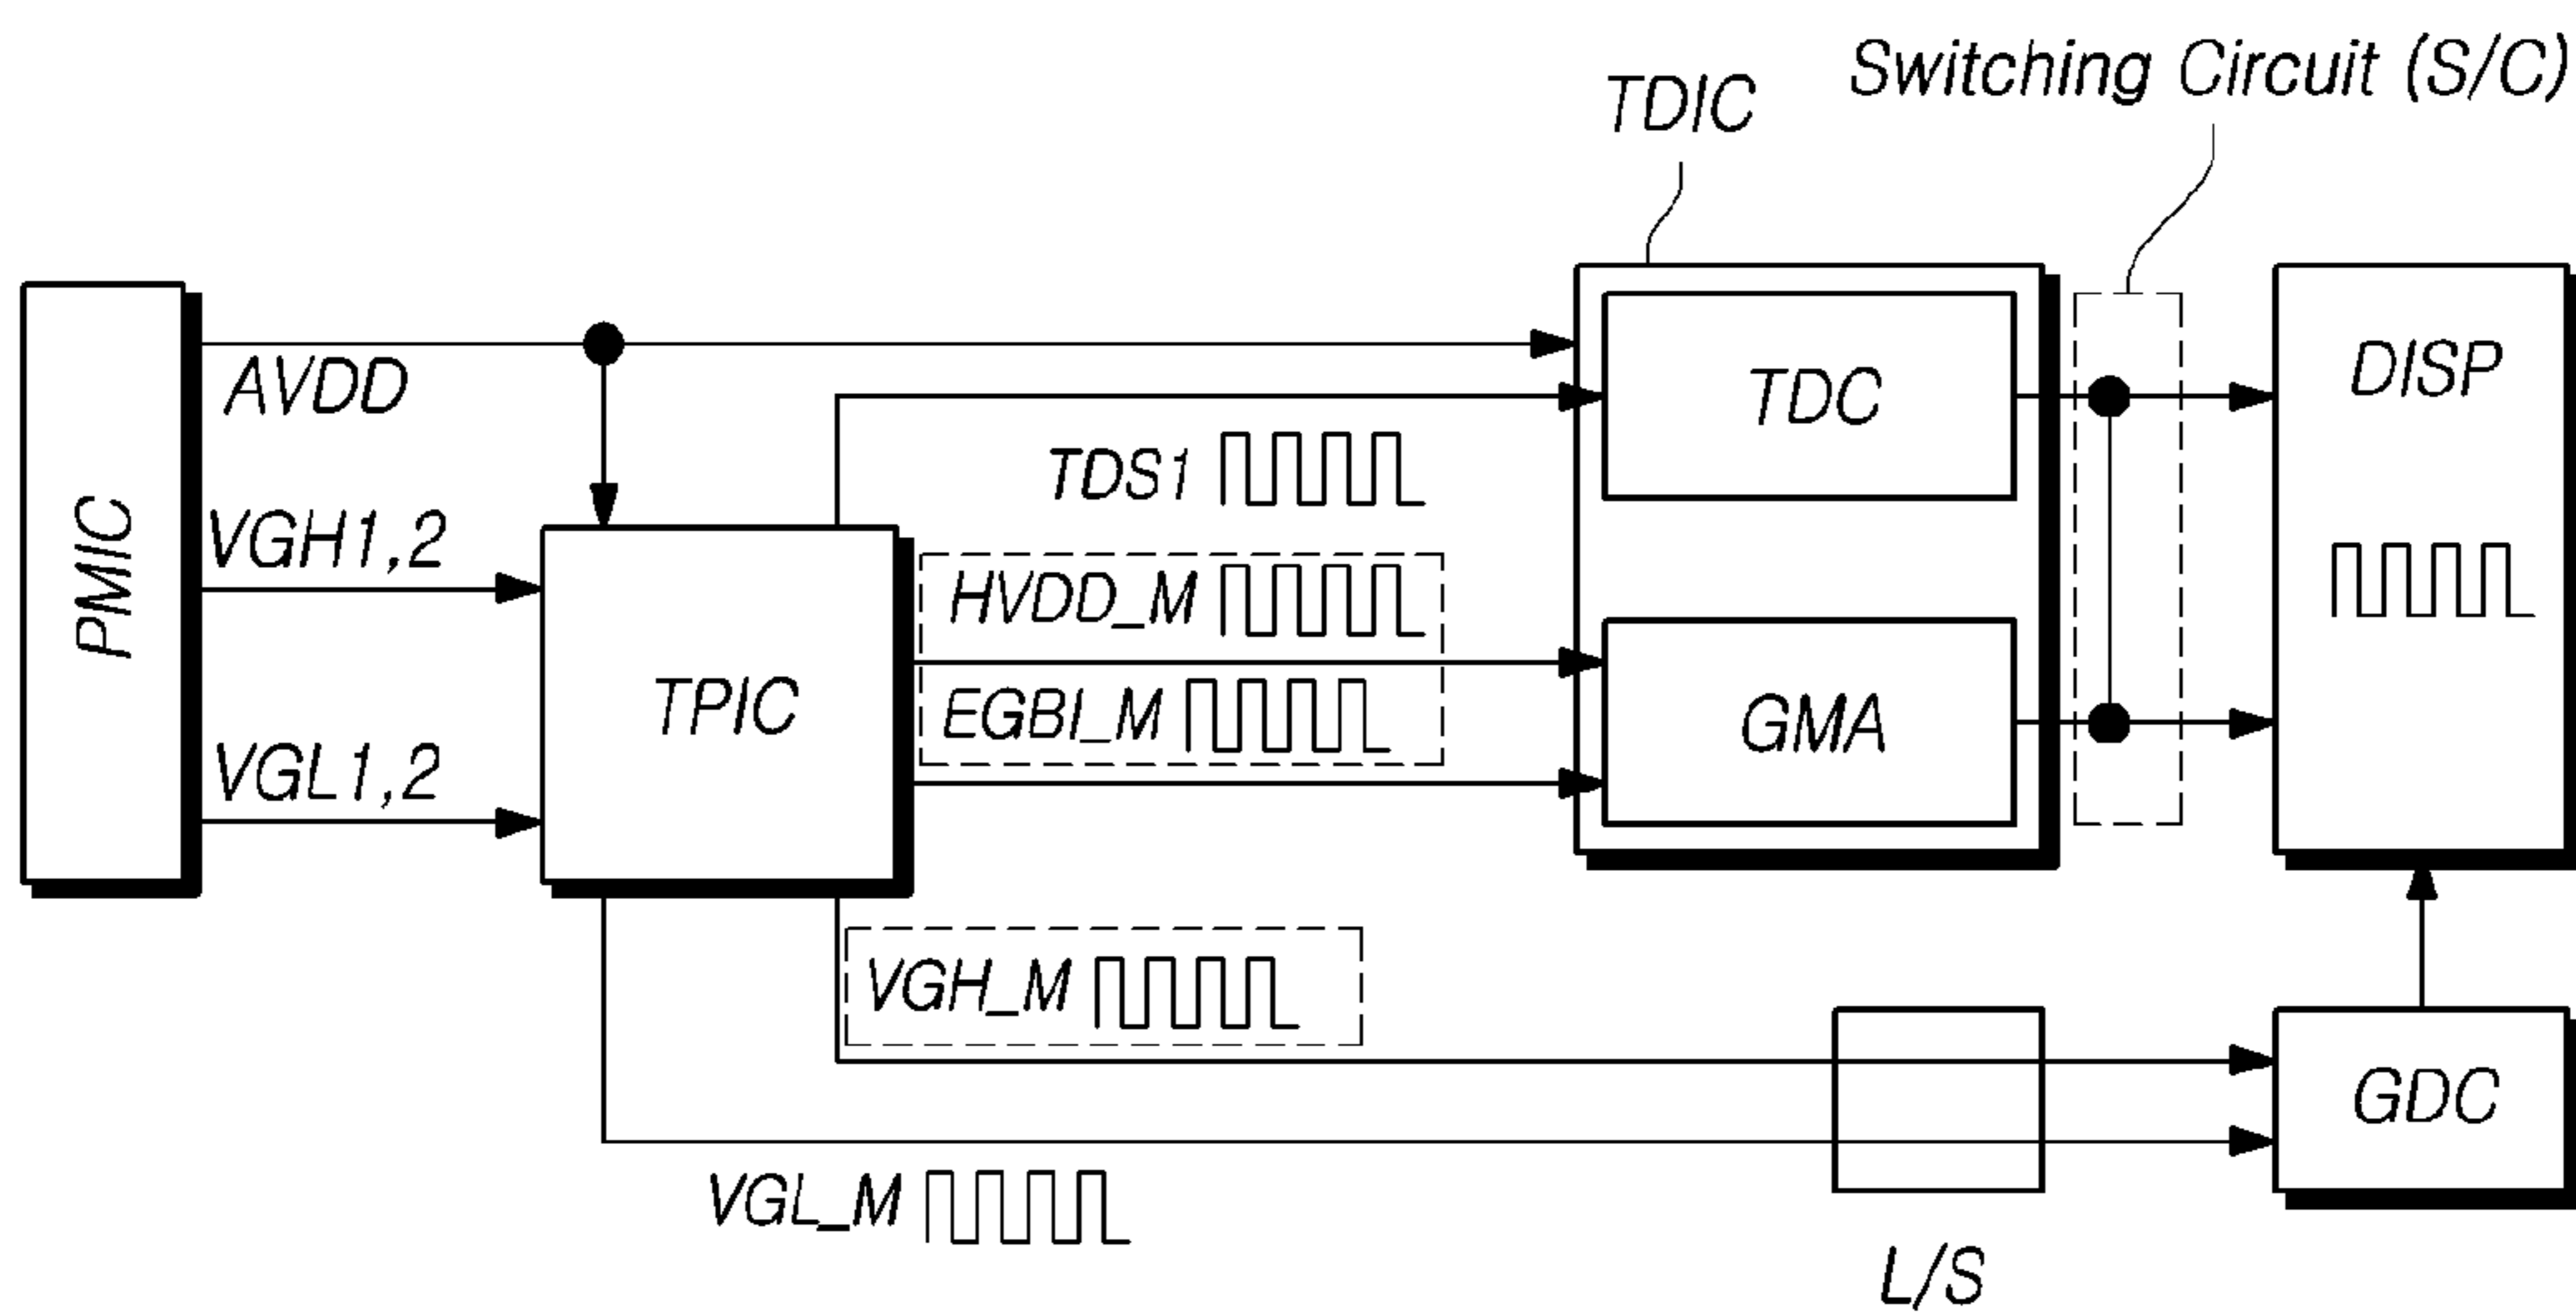 Switching Circuit (S/C)
TDIC
PMIC
AVDD
VGH1,2
VGL1,2
TPIC
TDS1
HVDD_M
EGBI_M
VGH_M
VGL_M
TDC
GMA
DISP
GDC
L/S